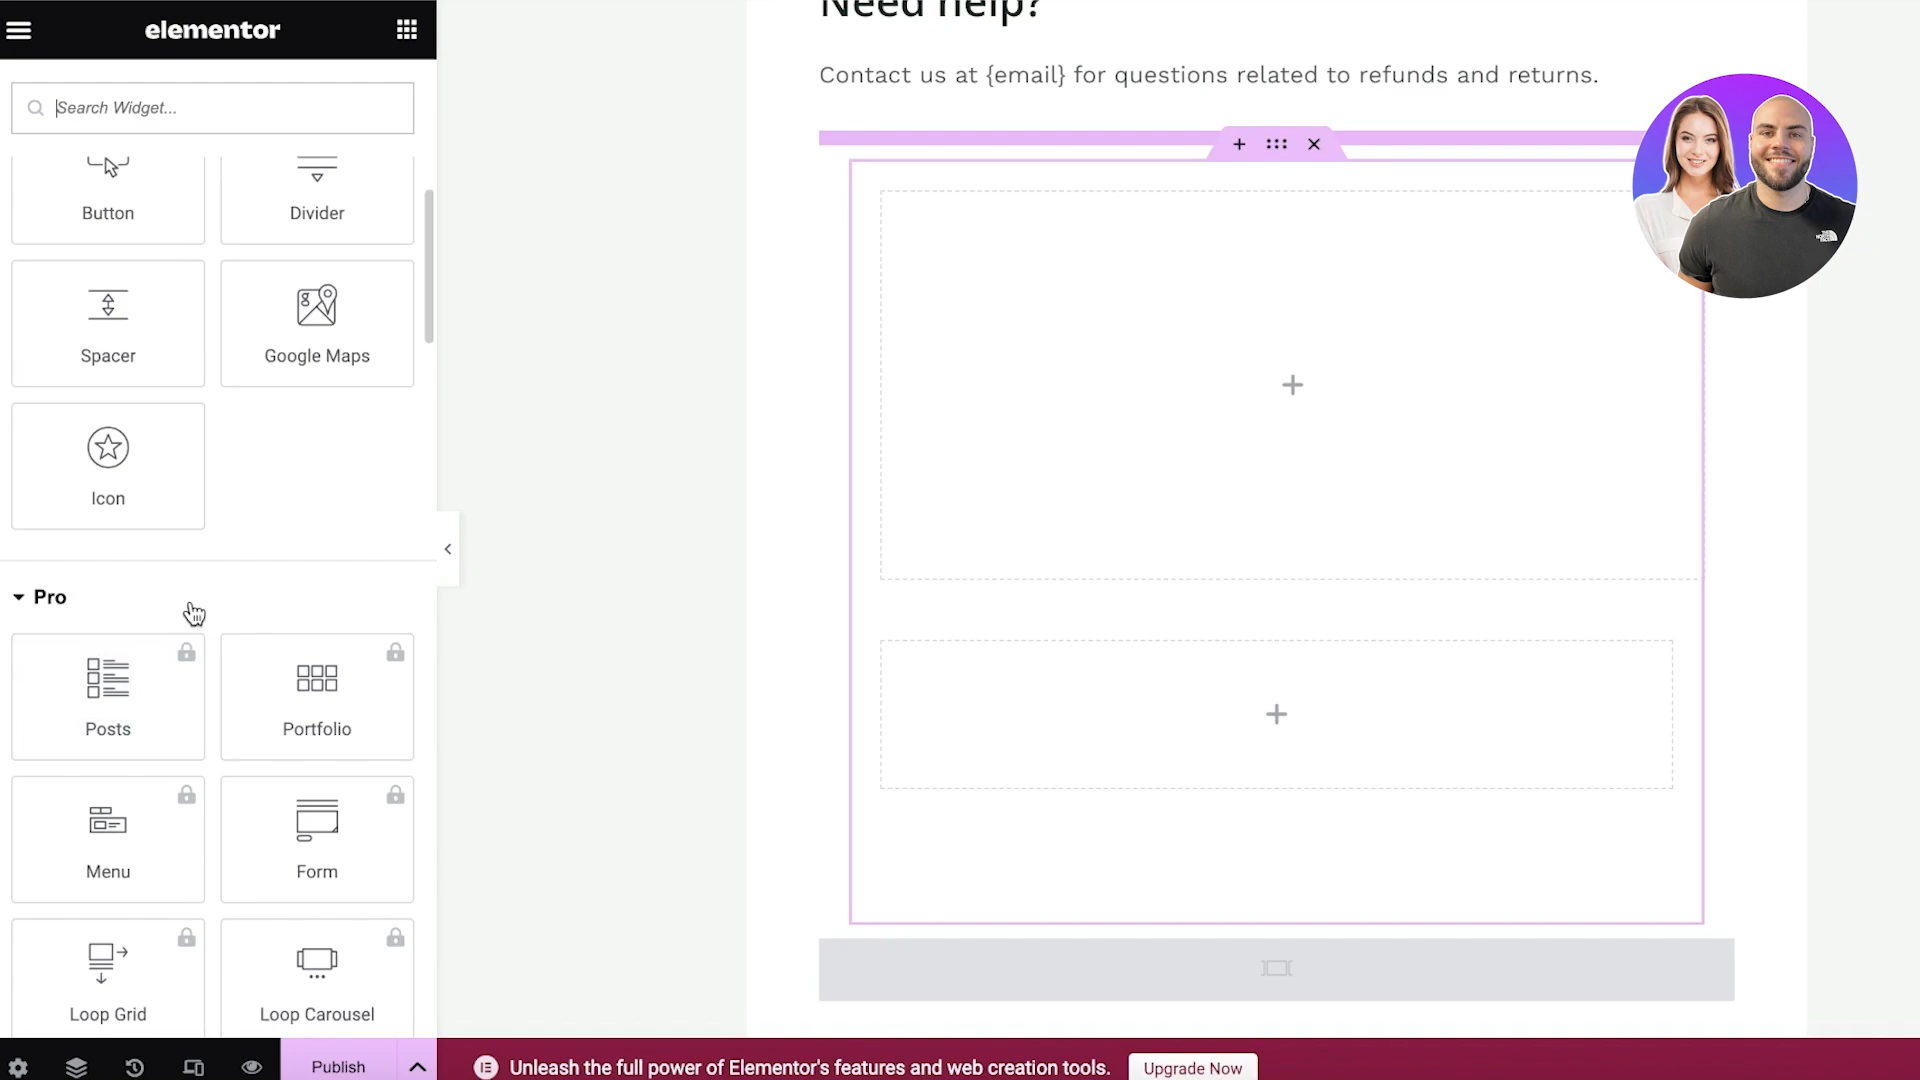 elementor
Search Widget...
Button
Divider
Spacer
Google Maps
Icon
Pro
Posts
Portfolio
Menu
Form
Loop Grid
Loop Carousel
Publish
Need help?
Contact us at {email} for questions related to refunds and returns.
Unleash the full power of Elementor's features and web creation tools.
Upgrade Now